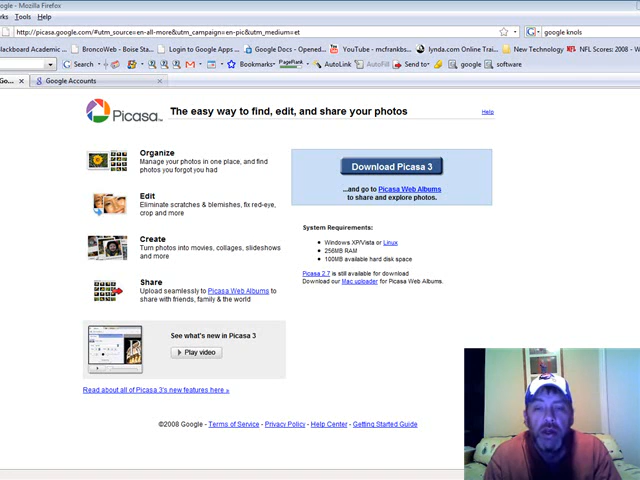 ogle - Mozilla Firefox
rks Tools Help
http://picasa.google.com/#utm_source=en-all-more&utm_campaign=en-pic&utm_medium=et
google knols
Blackboard Academic ... BroncoWeb - Boise Sta... Login to Google Apps ... Google Docs - Opened... YouTube - mcfrankbs... lynda.com Online Trai... New Technology NFL Scores: 2008 - W...
Search Bookmarks PageRank AutoLink AutoFill Send to google software
Go... Google Accounts
Picasa The easy way to find, edit, and share your photos Help
Organize
Manage your photos in one place, and find
photos you forgot you had
Edit
Eliminate scratches & blemishes, fix red-eye,
crop and more
Create
Turn photos into movies, collages, slideshows
and more
Share
Upload seamlessly to Picasa Web Albums to
share with friends, family & the world
See what's new in Picasa 3
Play video
Read about all of Picasa 3's new features here »
Download Picasa 3
...and go to Picasa Web Albums
to share and explore photos.
System Requirements:
Windows XP/Vista or Linux
256MB RAM
100MB available hard disk space
Picasa 2.7 is still available for download
Download our Mac uploader for Picasa Web Albums.
©2008 Google - Terms of Service - Privacy Policy - Help Center - Getting Started Guide